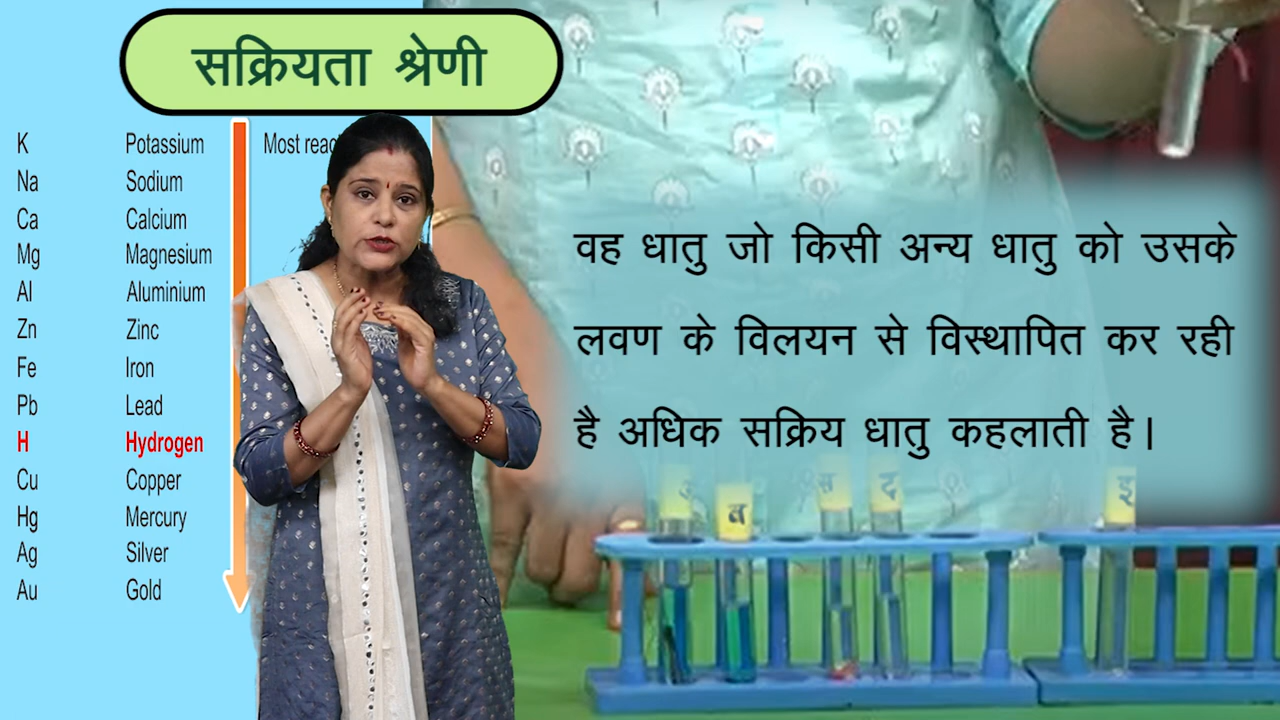 सक्रियता श्रेणी
K Potassium Most reac
Na Sodium
Ca Calcium
Mg Magnesium
Al Aluminium
Zn Zinc
Fe Iron
Pb Lead
H Hydrogen
Cu Copper
Hg Mercury
Ag Silver
Au Gold
वह धातु जो किसी अन्य धातु को उसके
लवण के विलयन से विस्थापित कर रही
है अधिक सक्रिय धातु कहलाती है।
ब
स
द
इ